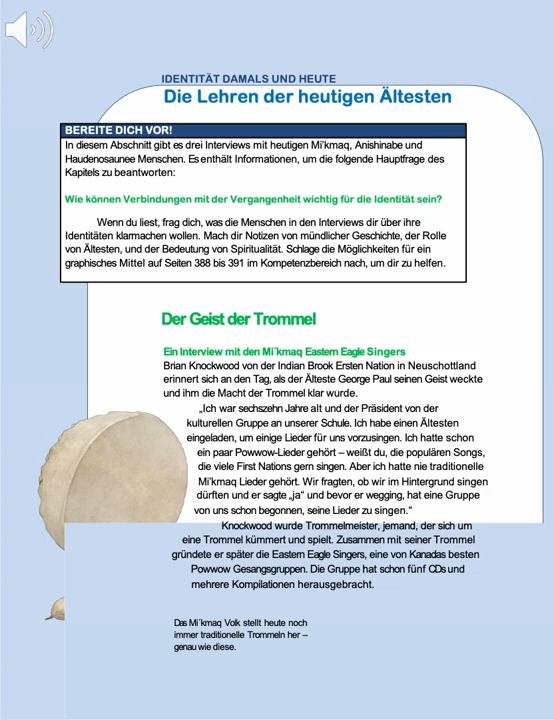 IDENTITÄT DAMALS UND HEUTE
Die Lehren der heutigen Ältesten
BEREITE DICH VOR!
In diesem Abschnitt gibt es drei Interviews mit heutigen Mi’kmaq, Anishinabe und
Haudenosaunee Menschen. Es enthält Informationen, um die folgende Hauptfrage des
Kapitels zu beantworten:
Wie können Verbindungen mit der Vergangenheit wichtig für die Identität sein?
Wenn du liest, frag dich, was die Menschen in den Interviews dir über ihre
Identitäten klarmachen wollen. Mach dir Notizen von mündlicher Geschichte, der Rolle
von Ältesten, und der Bedeutung von Spiritualität. Schlage die Möglichkeiten für ein
graphisches Mittel auf Seiten 388 bis 391 im Kompetenzbereich nach, um dir zu helfen.
Der Geist der Trommel
Ein Interview mit den Mi´kmaq Eastern Eagle Singers
Brian Knockwood von der Indian Brook Ersten Nation in Neuschottland
erinnert sich an den Tag, als der Älteste George Paul seinen Geist weckte
und ihm die Macht der Trommel klar wurde.
„Ich war sechszehn Jahre alt und der Präsident von der
kulturellen Gruppe an unserer Schule. Ich habe einen Ältesten
eingeladen, um einige Lieder für uns vorzusingen. Ich hatte schon
ein paar Powwow-Lieder gehört – weißt du, die populären Songs,
die viele First Nations gern singen. Aber ich hatte nie traditionelle
Mi’kmaq Lieder gehört. Wir fragten, ob wir im Hintergrund singen
dürften und er sagte „ja“ und bevor er wegging, hat eine Gruppe
von uns schon begonnen, seine Lieder zu singen.“
Knockwood wurde Trommelmeister, jemand, der sich um
eine Trommel kümmert und spielt. Zusammen mit seiner Trommel
gründete er später die Eastern Eagle Singers, eine von Kanadas besten
Powwow Gesangsgruppen. Die Gruppe hat schon fünf CDs und
mehrere Kompilationen herausgebracht.
Das Mi´kmaq Volk stellt heute noch
immer traditionelle Trommeln her –
genau wie diese.